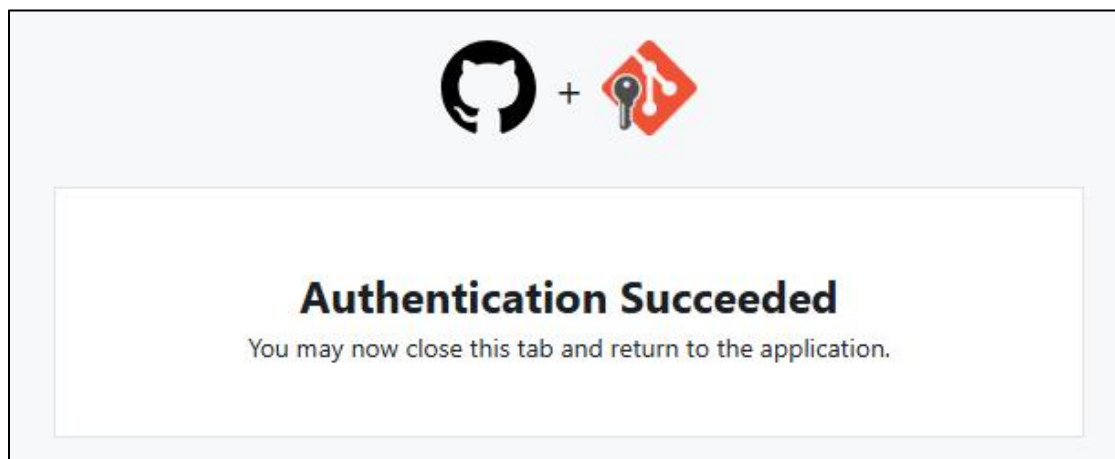 +
Authentication Succeeded
You may now close this tab and return to the application.